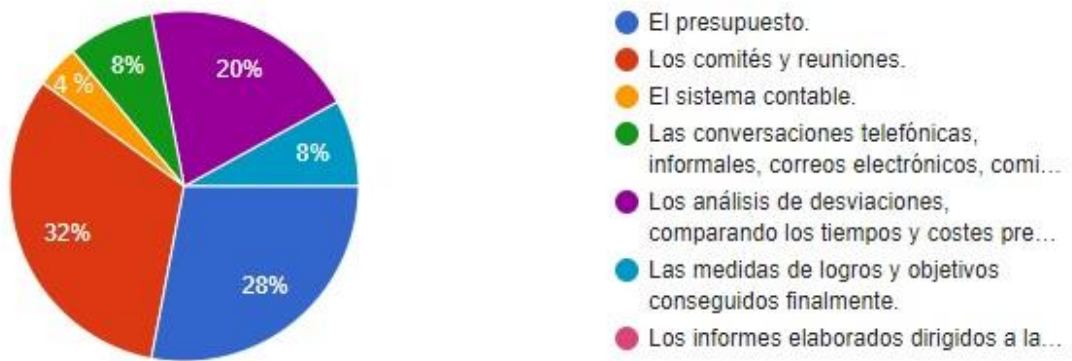 El presupuesto.
Los comités y reuniones.
El sistema contable.
Las conversaciones telefónicas,
informales, correos electrónicos, comi...
Los análisis de desviaciones,
comparando los tiempos y costes pre...
Las medidas de logros y objetivos
conseguidos finalmente.
Los informes elaborados dirigidos a la...
4 %
8%
20%
8%
32%
28%